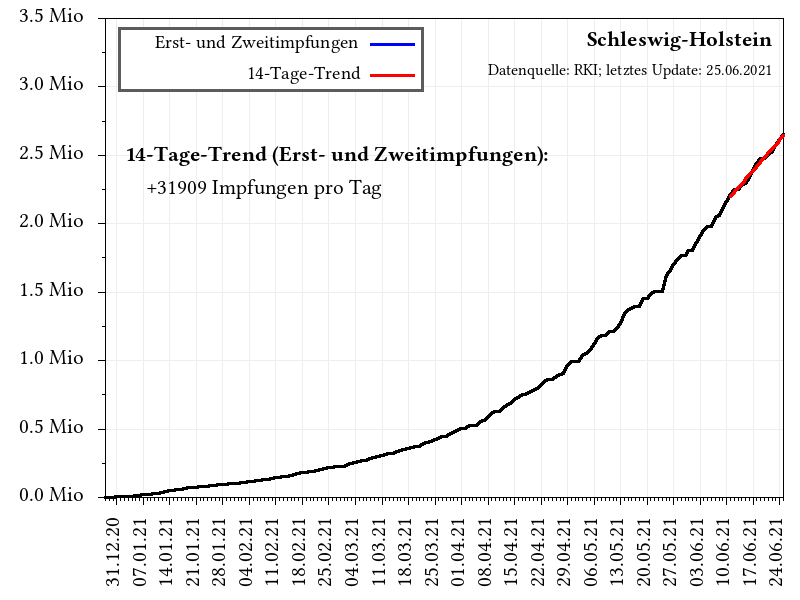 3.5 Mio
3.0 Mio
2.5 Mio
2.0 Mio
1.5 Mio
1.0 Mio
0.5 Mio
0.0 Mio
Erst- und Zweitimpfungen
14-Tage-Trend
Schleswig-Holstein
Datenquelle: RKI; letztes Update: 25.06.2021
14-Tage-Trend (Erst- und Zweitimpfungen):
+31909 Impfungen pro Tag
31.12.20
07.01.21
14.01.21
21.01.21
28.01.21
04.02.21
11.02.21
18.02.21
25.02.21
04.03.21
11.03.21
18.03.21
25.03.21
01.04.21
08.04.21
15.04.21
22.04.21
29.04.21
06.05.21
13.05.21
20.05.21
27.05.21
03.06.21
10.06.21
17.06.21
24.06.21